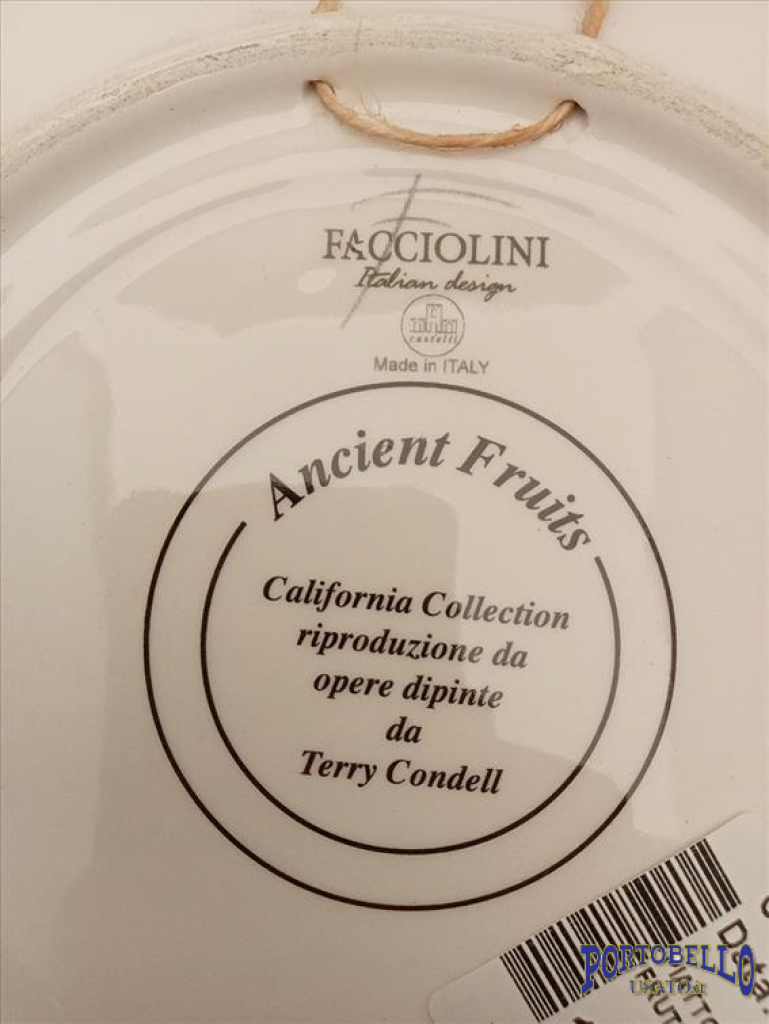 FACCIOLINI
Italian design
castelli
Made in ITALY
Ancient Fruits
California Collection
riproduzione da
opere dipinte
da
Terry Condell
Data
PORTOBELLO
USATO.it